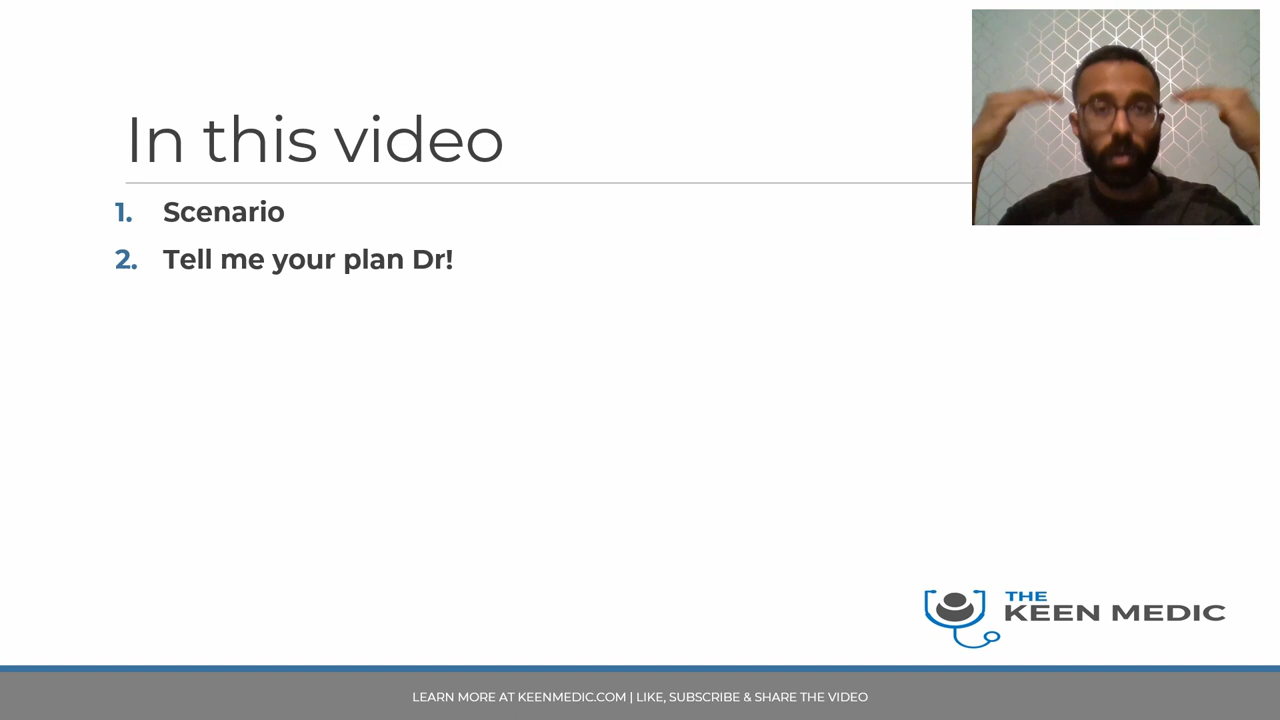 In this video
1. Scenario
2. Tell me your plan Dr!
THE
KEEN MEDIC
LEARN MORE AT KEENMEDIC.COM | LIKE, SUBSCRIBE & SHARE THE VIDEO